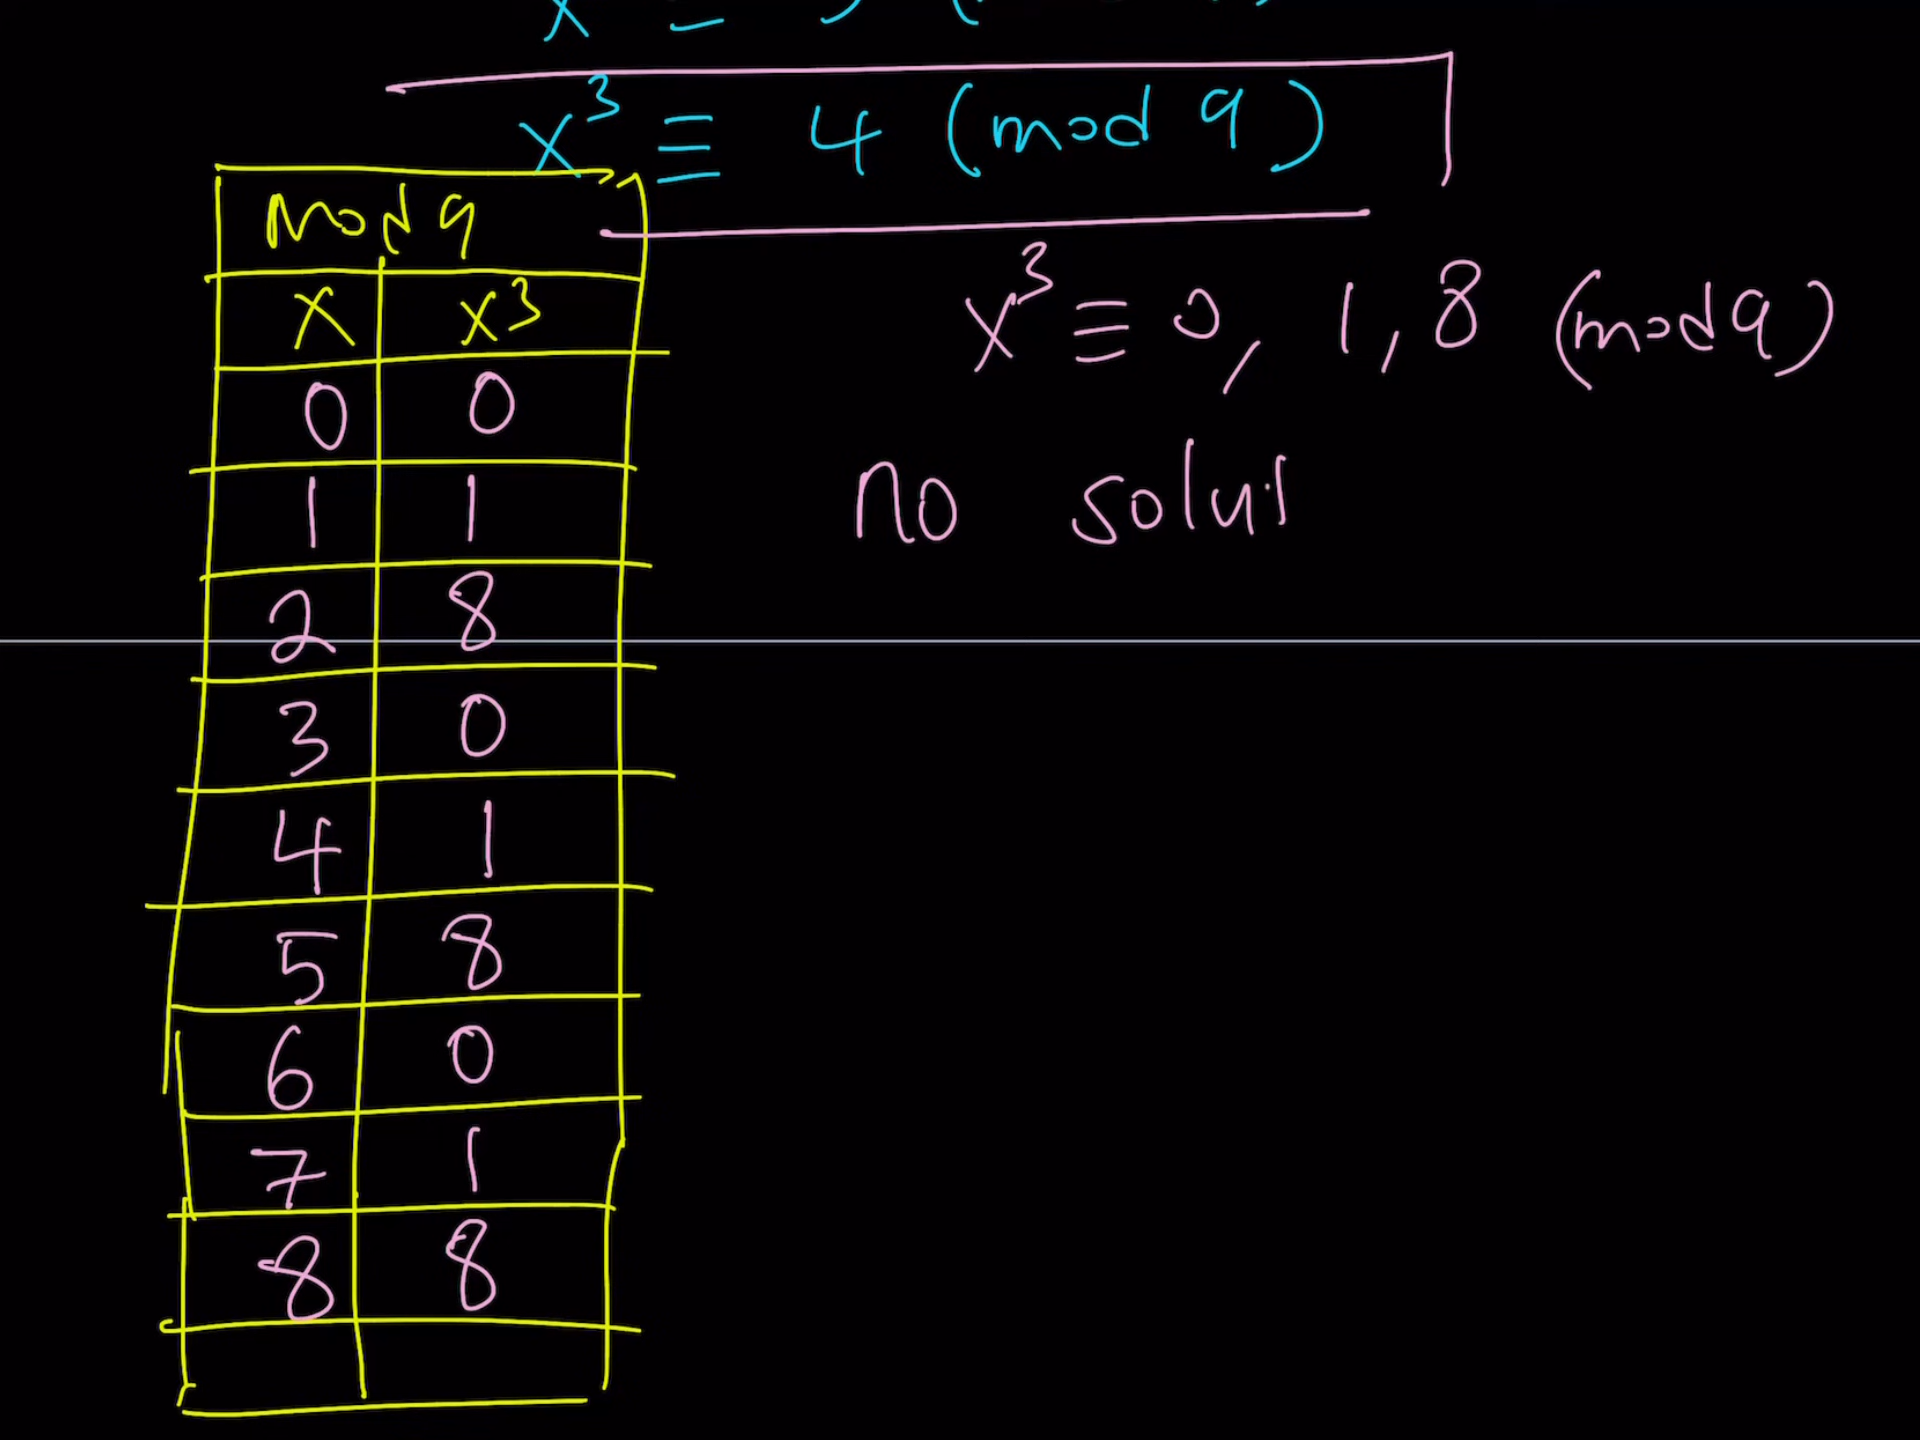 x³ ≡ 4 (mod 9)
Mod 9
x x³
0 0
1 1
2 8
3 0
4 1
5 8
6 0
7 1
8 8
x³ ≡ 0, 1, 8 (mod 9)
no solut